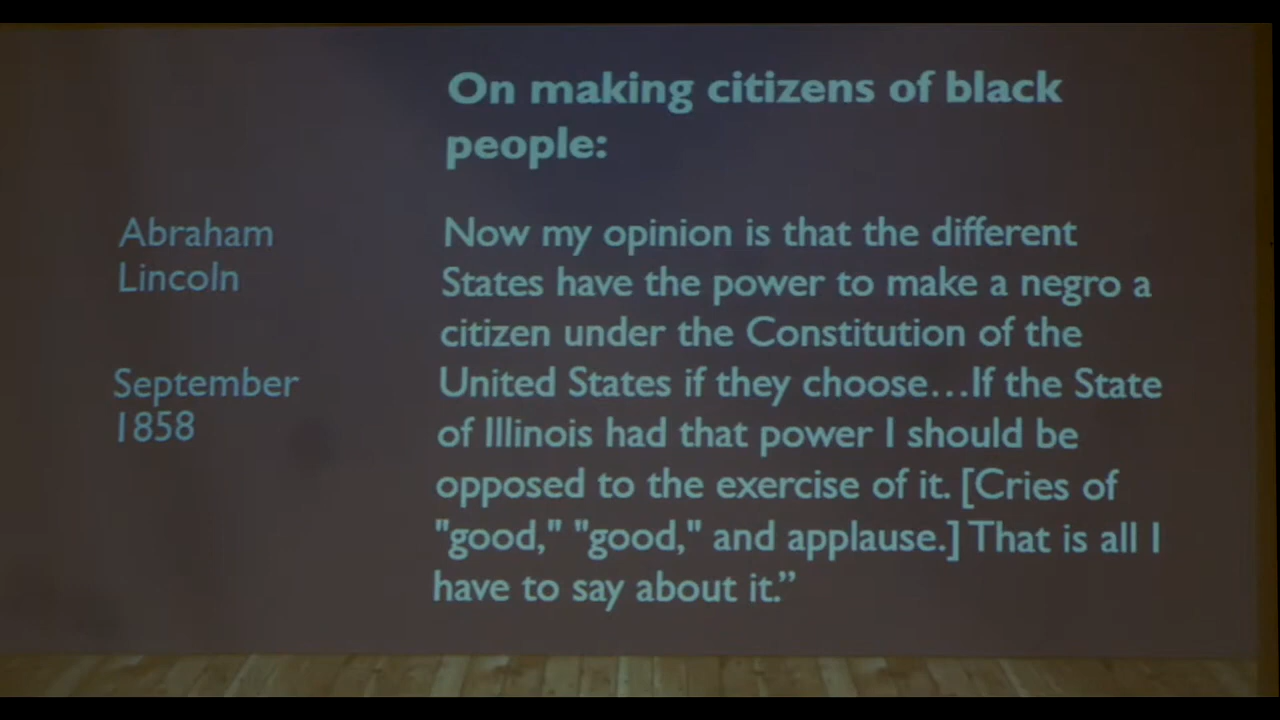 On making citizens of black
people:
Abraham
Lincoln
September
1858
Now my opinion is that the different
States have the power to make a negro a
citizen under the Constitution of the
United States if they choose…If the State
of Illinois had that power I should be
opposed to the exercise of it. [Cries of
"good," "good," and applause.] That is all I
have to say about it.”